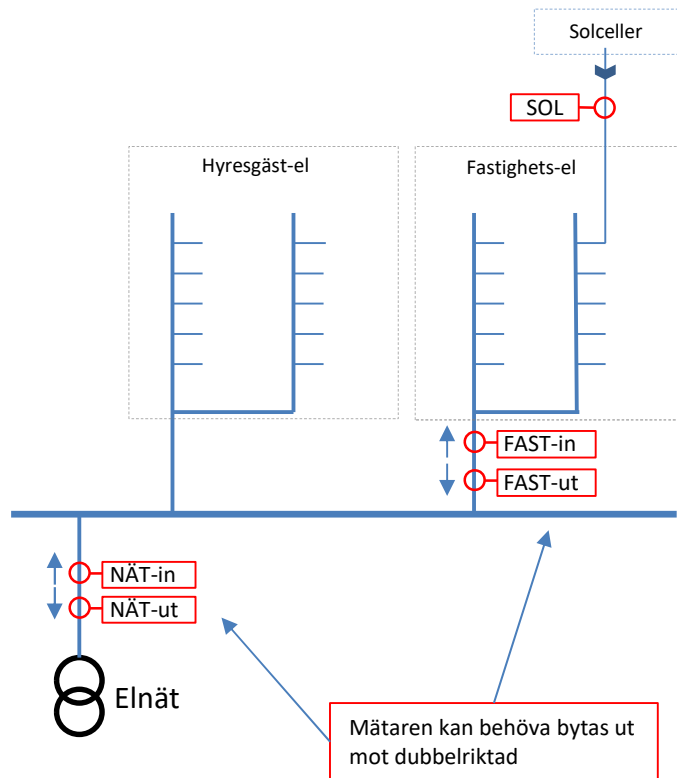 Solceller
SOL
Hyresgäst-el
Fastighets-el
FAST-in
FAST-ut
NÄT-in
NÄT-ut
Elnät
Mätaren kan behöva bytas ut
mot dubbelriktad